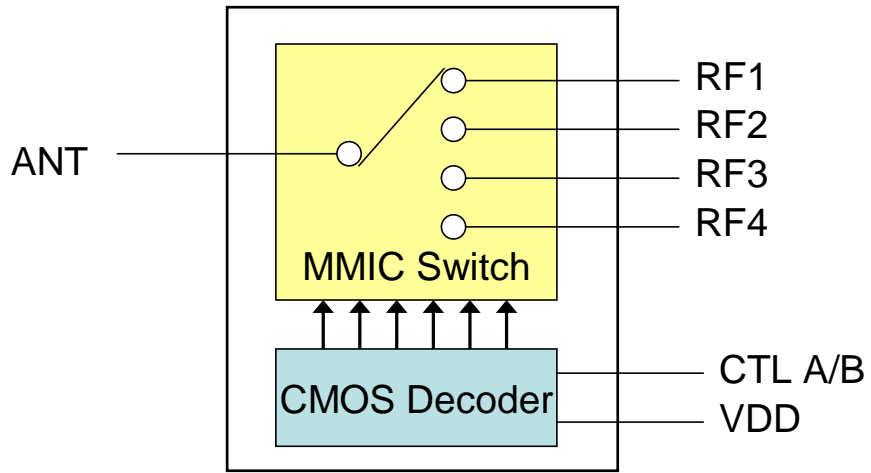 RF1
RF2
ANT
RF3
RF4
MMIC Switch
CTL A/B
CMOS Decoder
VDD